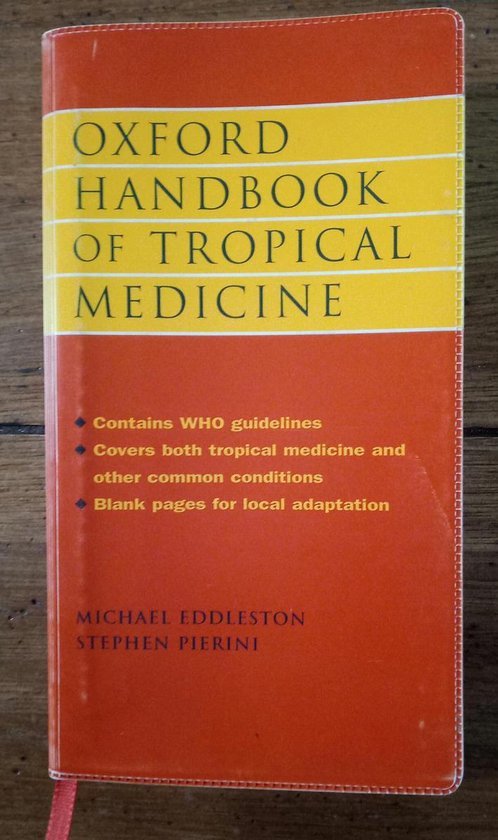 OXFORD
HANDBOOK
OF TROPICAL
MEDICINE
◆ Contains WHO guidelines
◆ Covers both tropical medicine and
other common conditions
◆ Blank pages for local adaptation
MICHAEL EDDLESTON
STEPHEN PIERINI